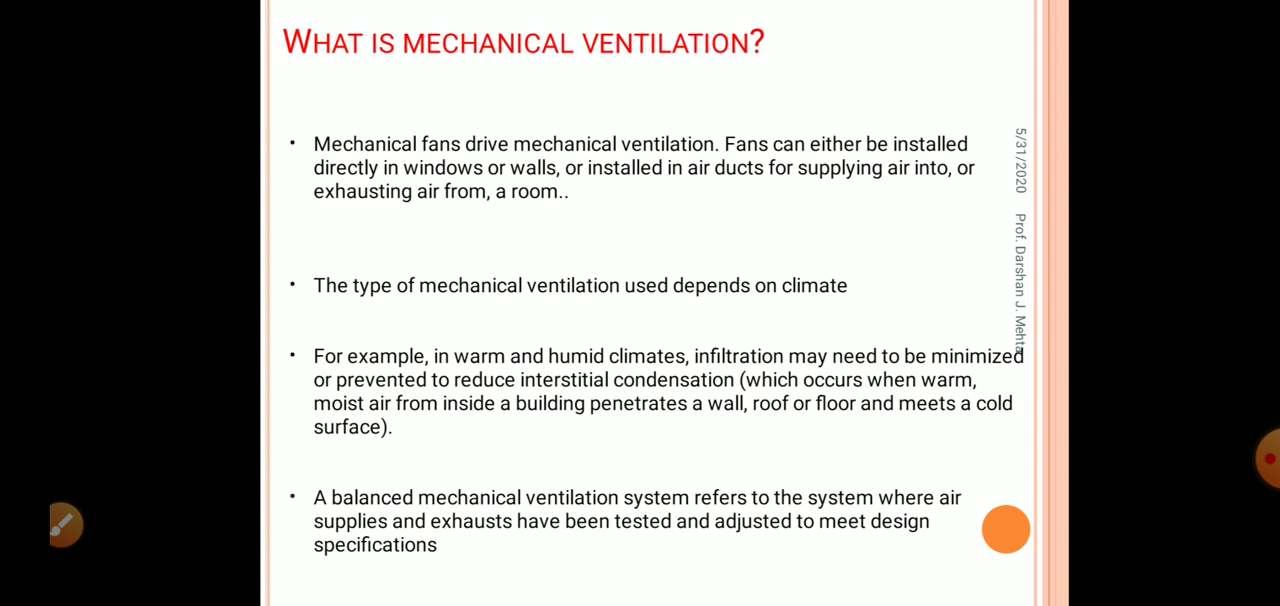 WHAT IS MECHANICAL VENTILATION?
• Mechanical fans drive mechanical ventilation. Fans can either be installed
directly in windows or walls, or installed in air ducts for supplying air into, or
exhausting air from, a room..
• The type of mechanical ventilation used depends on climate
• For example, in warm and humid climates, infiltration may need to be minimized
or prevented to reduce interstitial condensation (which occurs when warm,
moist air from inside a building penetrates a wall, roof or floor and meets a cold
surface).
• A balanced mechanical ventilation system refers to the system where air
supplies and exhausts have been tested and adjusted to meet design
specifications
5/31/2020 Prof. Darshan J. Mehta